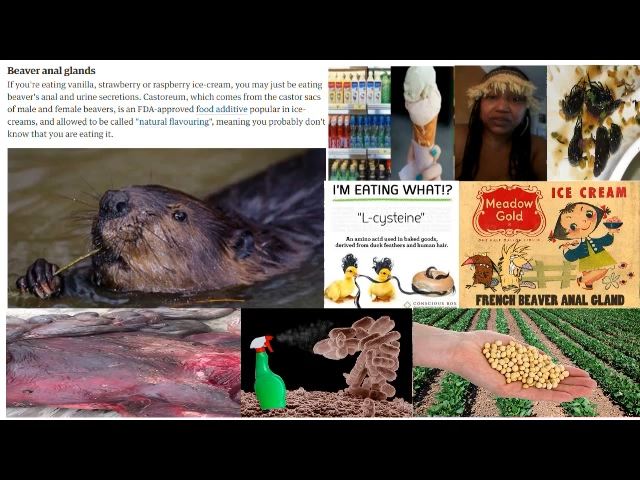 Beaver anal glands
If you're eating vanilla, strawberry or raspberry ice-cream, you may just be eating
beaver's anal and urine secretions. Castoreum, which comes from the castor sacs
of male and female beavers, is an FDA-approved food additive popular in ice-
creams, and allowed to be called "natural flavouring", meaning you probably don't
know that you are eating it.
I'M EATING WHAT!?
"L-cysteine"
An amino acid used in baked goods,
derived from duck feathers and human hair.
CONSCIOUS BOX
ICE CREAM
Meadow
Gold
FRENCH BEAVER ANAL GLAND